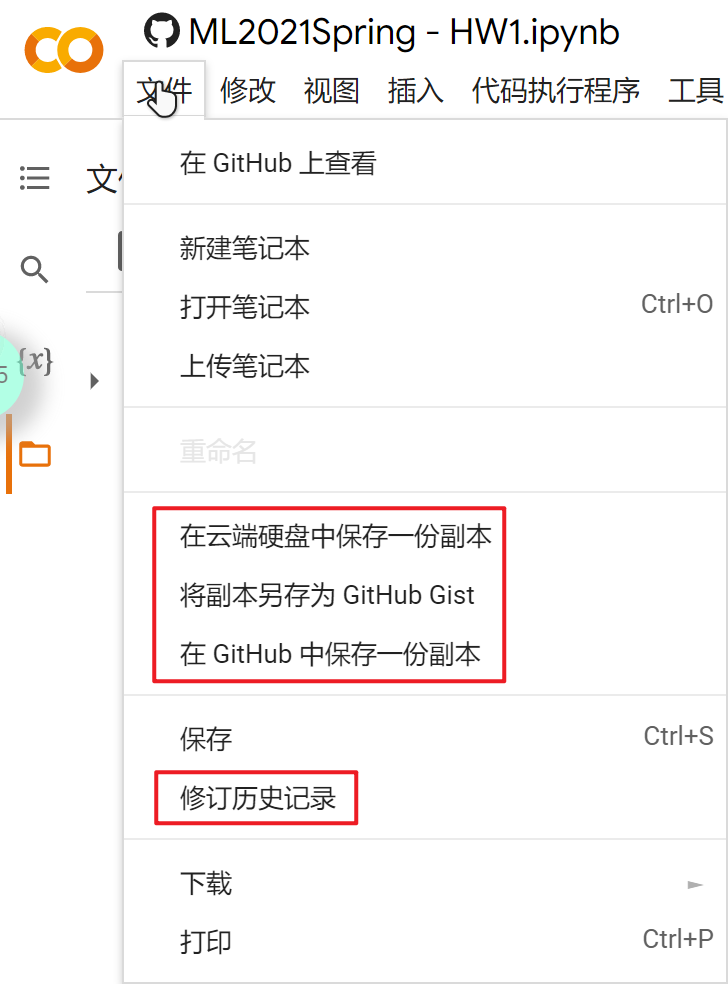 ML2021Spring - HW1.ipynb
文件 修改 视图 插入 代码执行程序 工具
在 GitHub 上查看
文
新建笔记本
打开笔记本 Ctrl+O
上传笔记本
{x}
5
重命名
在云端硬盘中保存一份副本
将副本另存为 GitHub Gist
在 GitHub 中保存一份副本
保存 Ctrl+S
修订历史记录
下载
打印 Ctrl+P